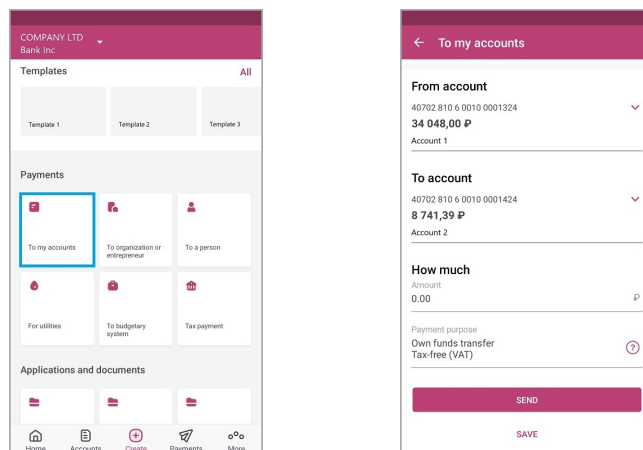 COMPANY LTD
Bank Inc
Templates
All
Template 1
Template 2
Template 3
Payments
To my accounts
To organization or
entrepreneur
To a person
For utilities
To budgetary
system
Tax payment
Applications and documents
Home
Accounts
Create
Payments
More
To my accounts
From account
40702 810 6 0010 0001324
34 048,00 ₽
Account 1
To account
40702 810 6 0010 0001424
8 741,39 ₽
Account 2
How much
Amount
0.00 ₽
Payment purpose
Own funds transfer
Tax-free (VAT)
?
SEND
SAVE